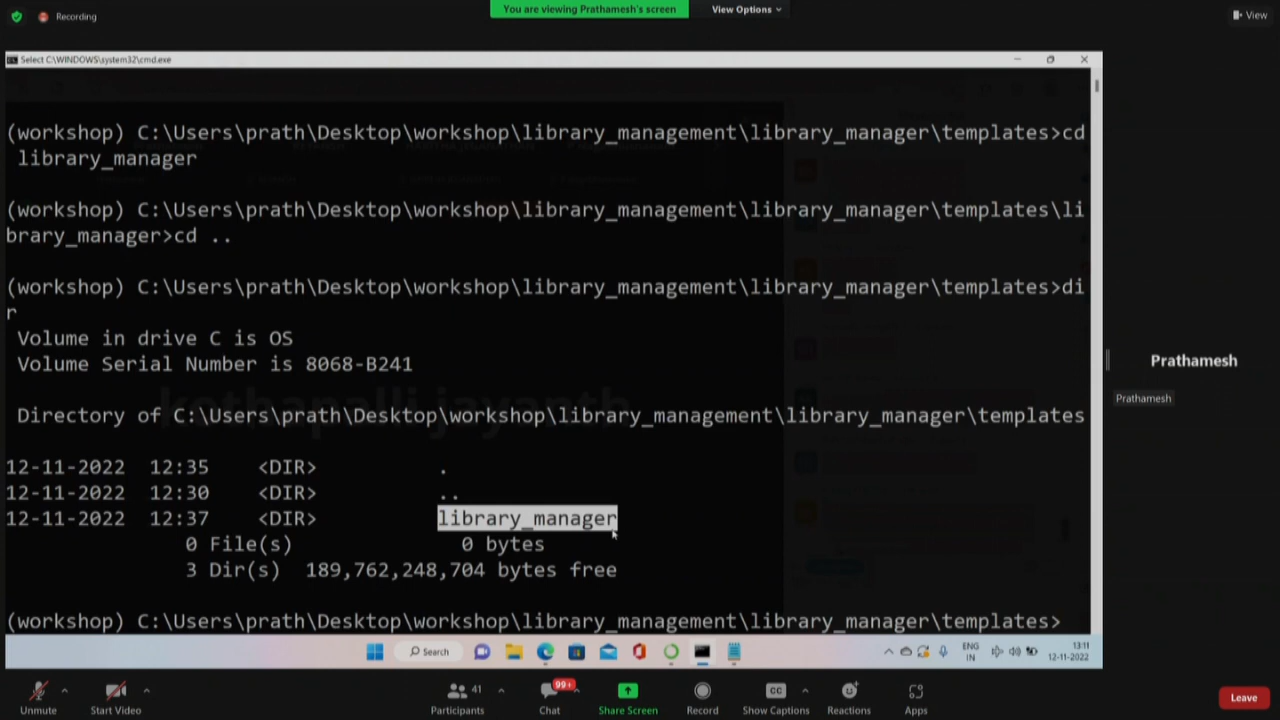 Recording
You are viewing Prathamesh's screen
View Options
View
Select C:\WINDOWS\system32\cmd.exe
(workshop) C:\Users\prath\Desktop\workshop\library_management\library_manager\templates>cd
library_manager
(workshop) C:\Users\prath\Desktop\workshop\library_management\library_manager\templates\li
brary_manager>cd ..
(workshop) C:\Users\prath\Desktop\workshop\library_management\library_manager\templates>di
r
Volume in drive C is OS
Volume Serial Number is 8068-B241
kothapalli jayanth
Directory of C:\Users\prath\Desktop\workshop\library_management\library_manager\templates
12-11-2022 12:35 <DIR> .
12-11-2022 12:30 <DIR> ..
12-11-2022 12:37 <DIR> library_manager
0 File(s) 0 bytes
3 Dir(s) 189,762,248,704 bytes free
(workshop) C:\Users\prath\Desktop\workshop\library_management\library_manager\templates>
Prathamesh
Prathamesh
Search
ENG
IN
13:11
12-11-2022
Unmute
Start Video
Participants
41
Chat
99+
Share Screen
Record
CC
Show Captions
Reactions
Apps
Leave